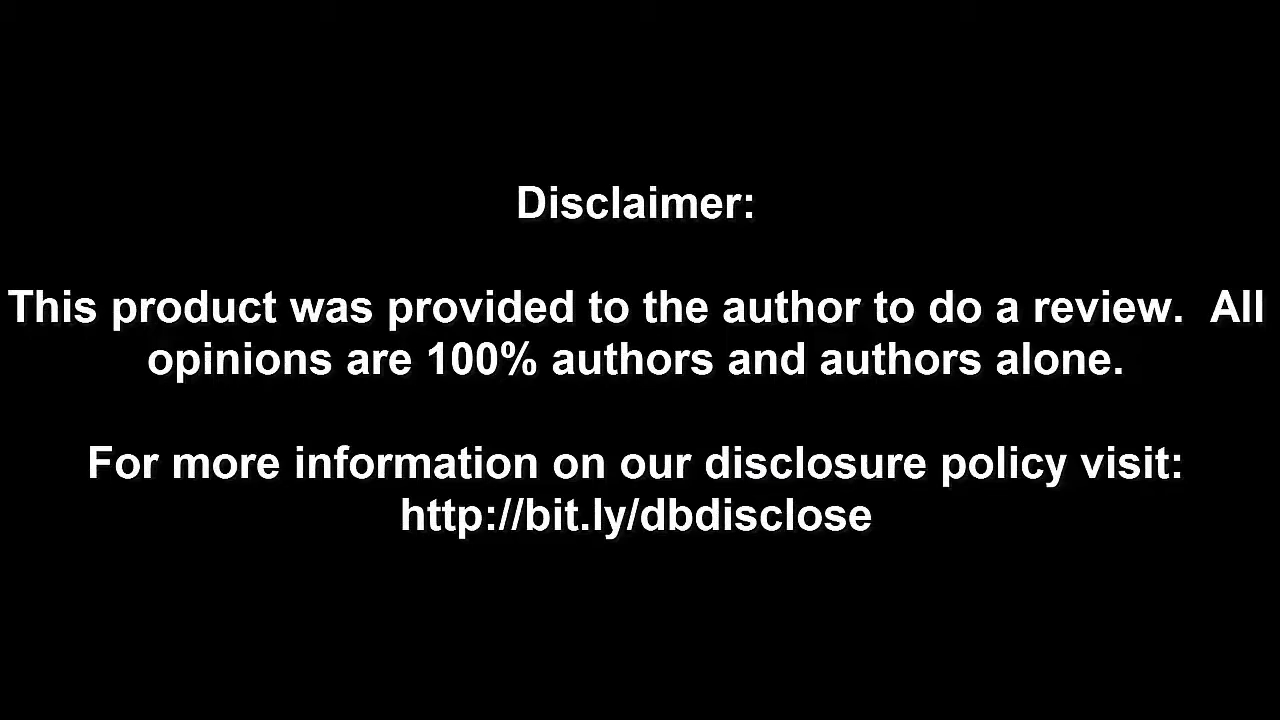 Disclaimer:
This product was provided to the author to do a review.  All
opinions are 100% authors and authors alone.
For more information on our disclosure policy visit:
http://bit.ly/dbdisclose